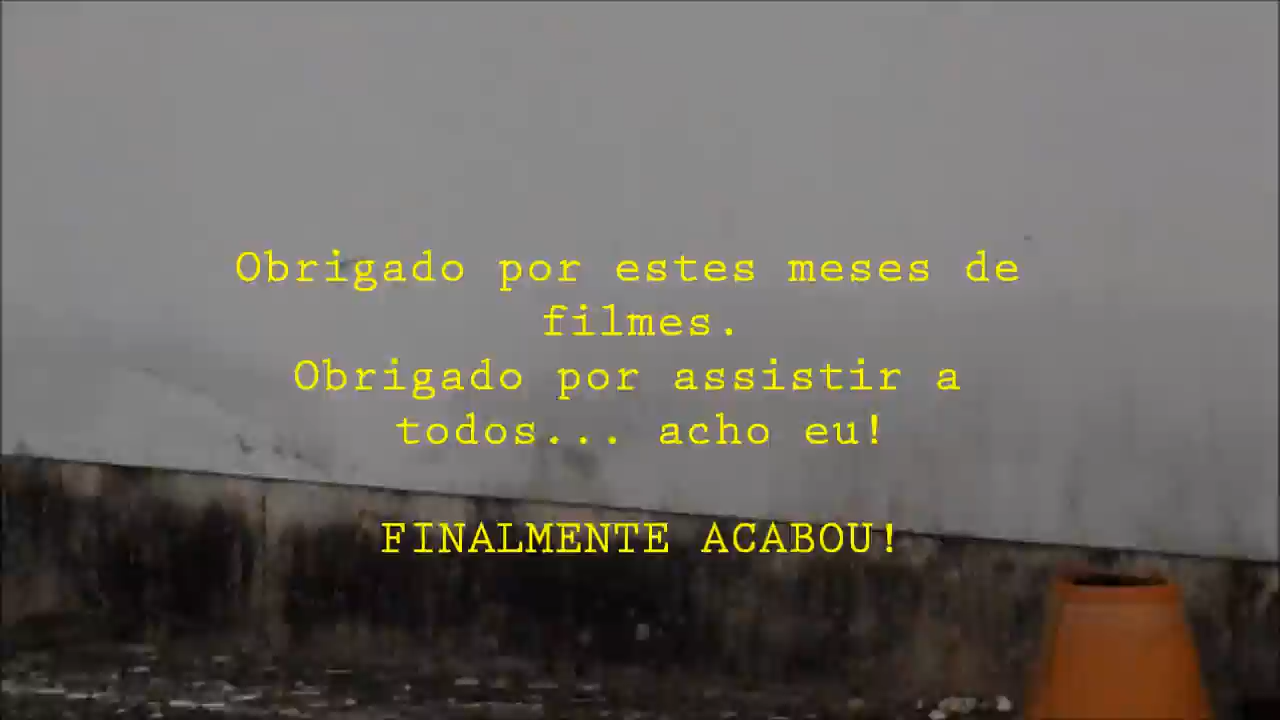 Obrigado por estes meses de
filmes.
Obrigado por assistir a
todos... acho eu!
FINALMENTE ACABOU!